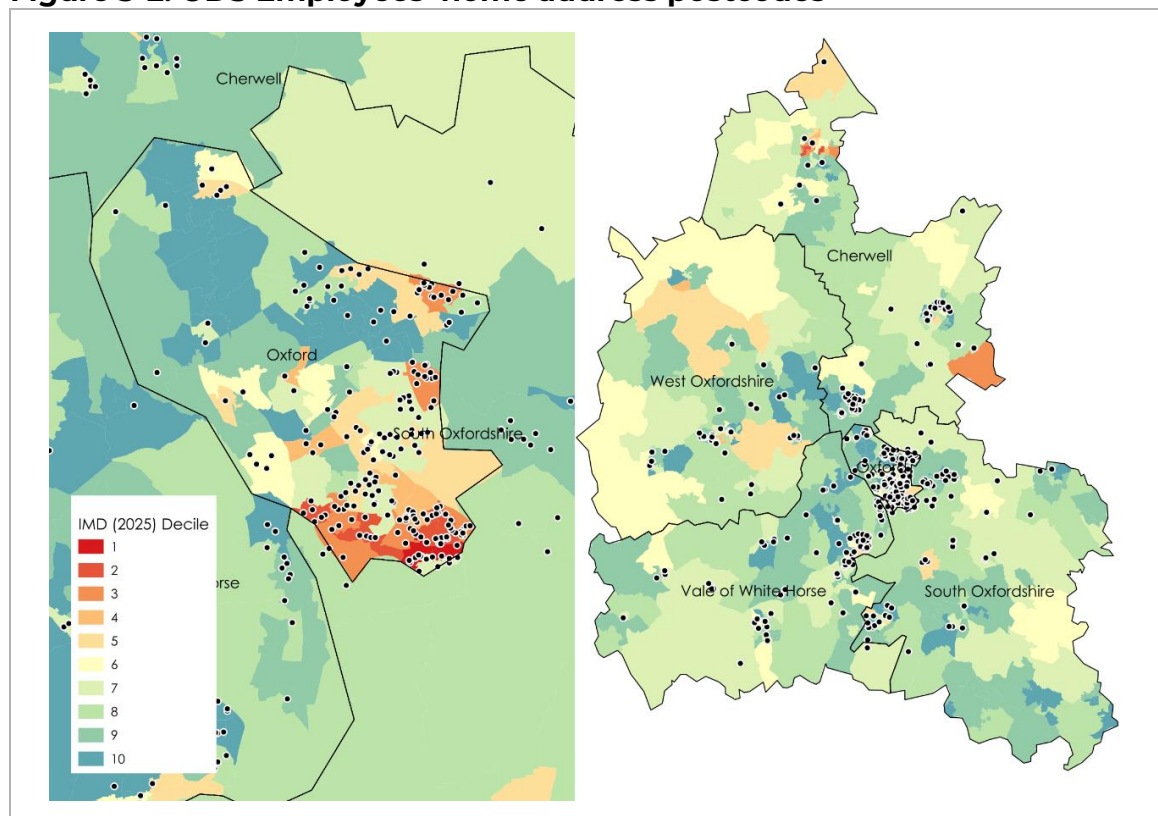 Cherwell
Oxford
South Oxfordshire
IMD (2025) Decile
1
2
3
4
5
6
7
8
9
10
orse
Cherwell
West Oxfordshire
Oxford
Vale of White Horse
South Oxfordshire